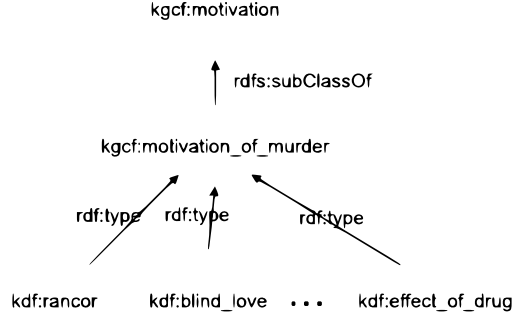 kgcf:motivation
rdfs:subClassOf
kgcf:motivation_of_murder
rdf:type rdf:type rdf:type
kdf:rancor kdf:blind_love ... kdf:effect_of_drug